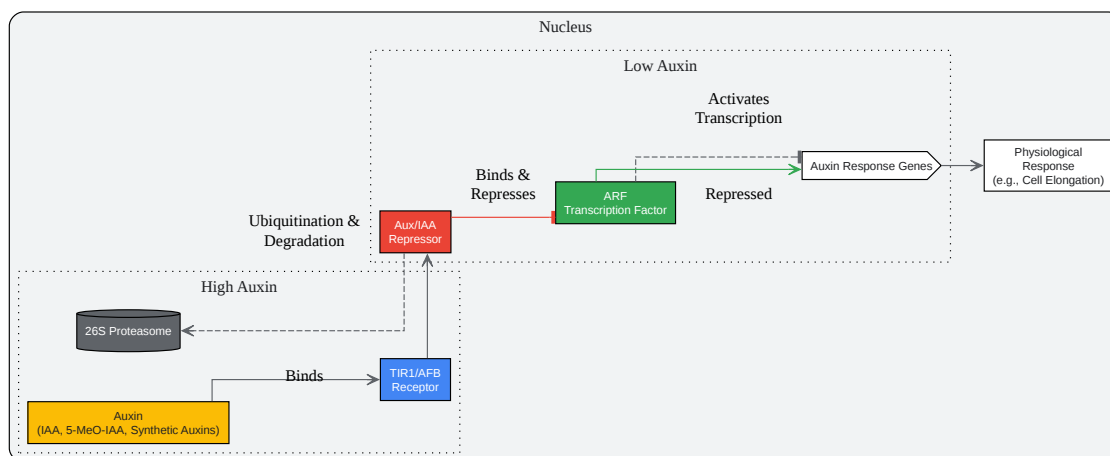 Nucleus
Low Auxin
Activates
Transcription
Auxin Response Genes
Physiological
Response
(e.g., Cell Elongation)
Binds &
Represses
ARF
Transcription Factor
Repressed
Ubiquitination &
Degradation
Aux/IAA
Repressor
High Auxin
26S Proteasome
Binds
TIR1/AFB
Receptor
Auxin
(IAA, 5-MeO-IAA, Synthetic Auxins)